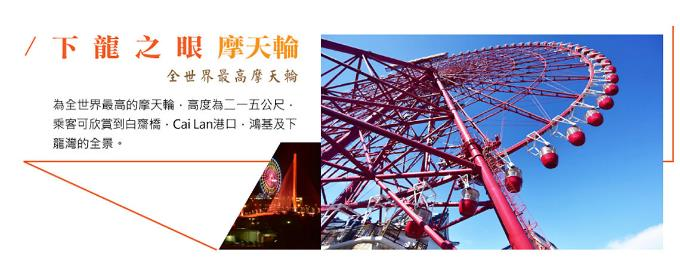 / 下龍之眼 摩天輪
全世界最高摩天輪
為全世界最高的摩天輪，高度為二一五公尺，
乘客可欣賞到白齋橋，Cai Lan港口，鴻基及下
龍灣的全景。